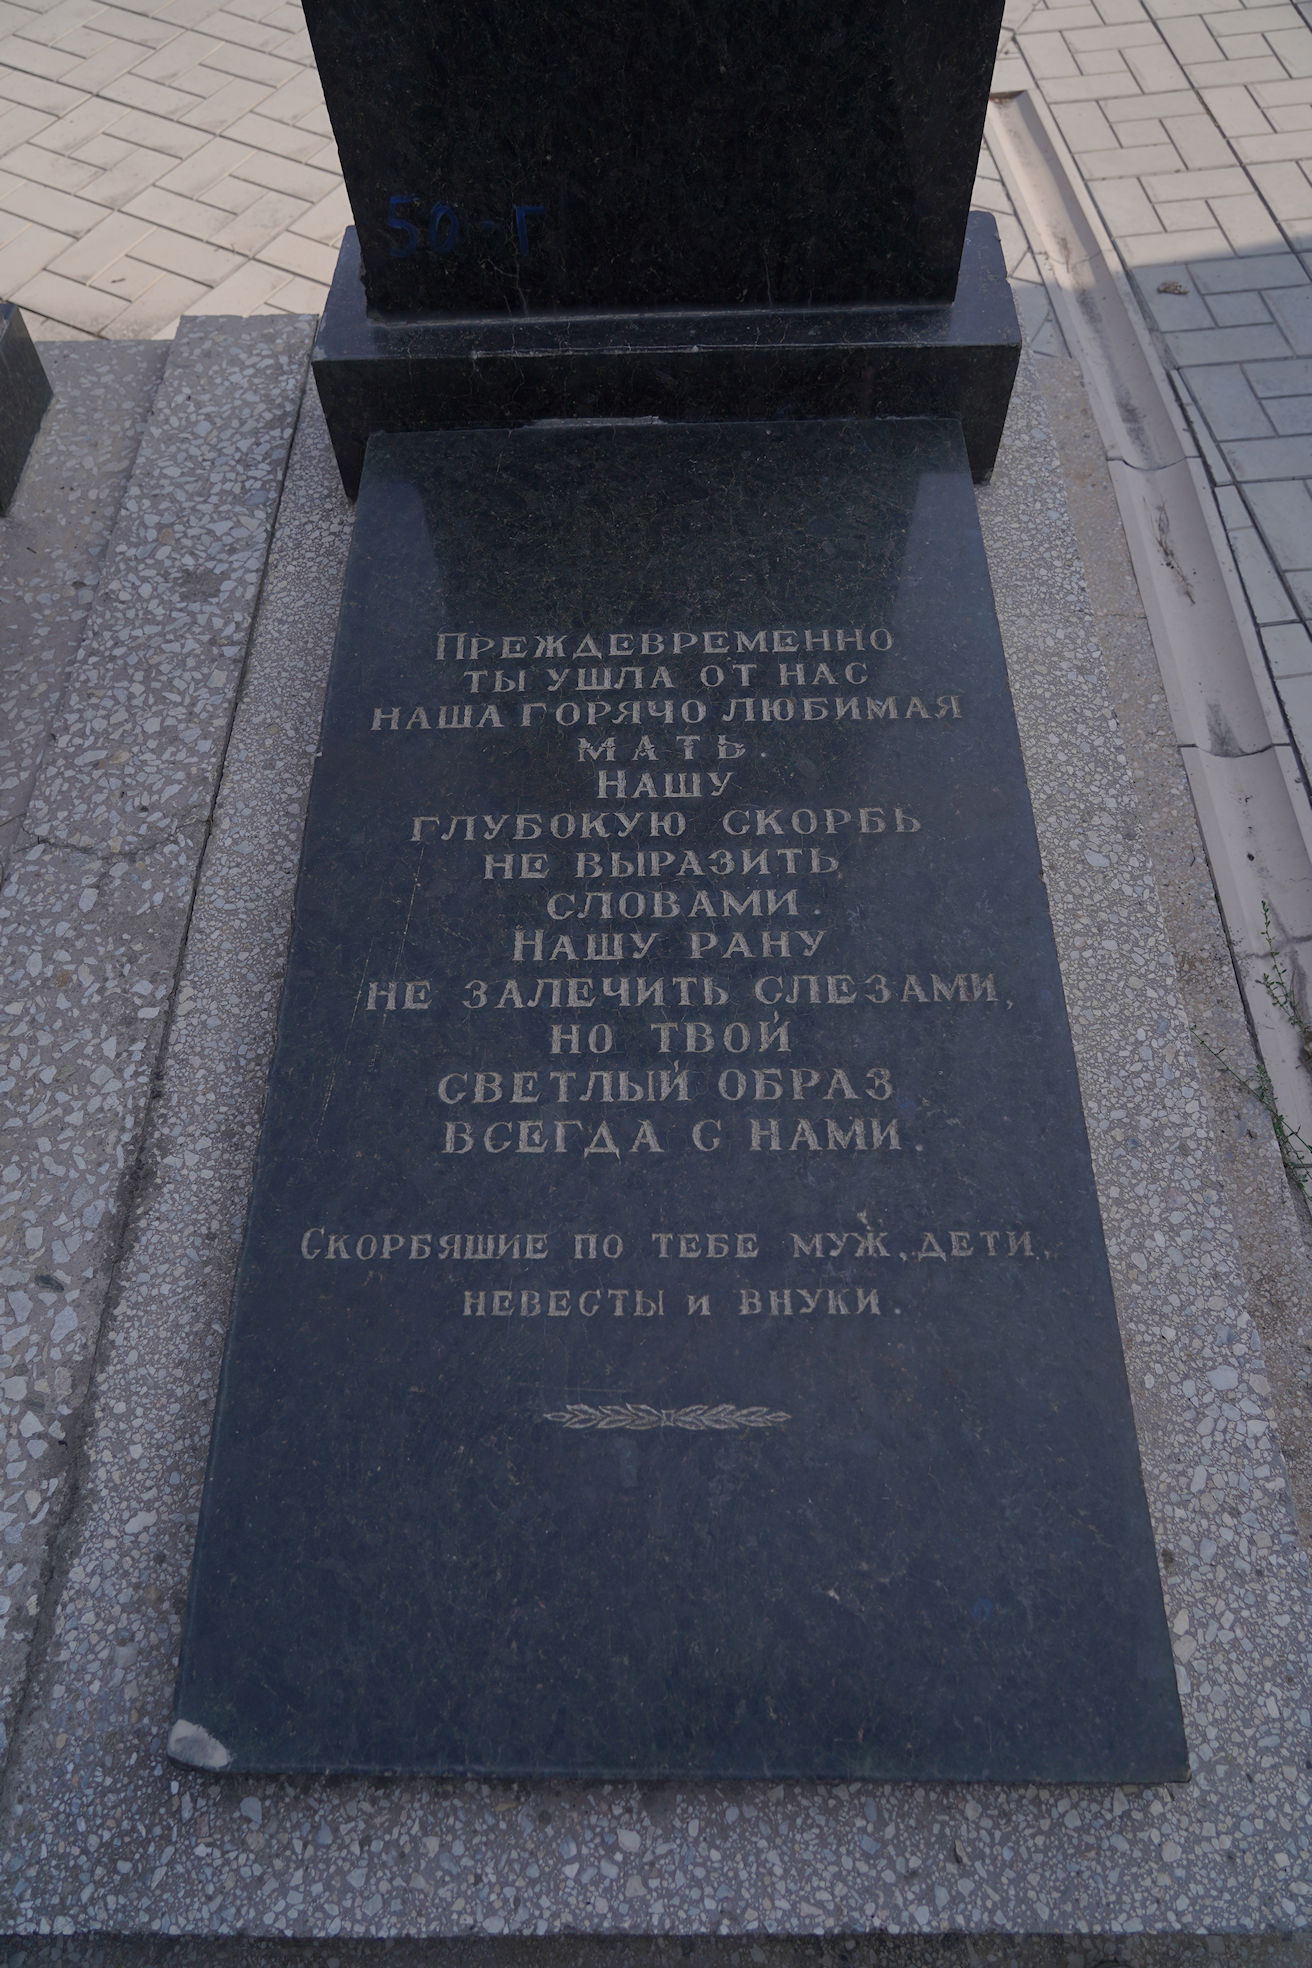 50-Г
Преждевременно
ты ушла от нас
наша горячо любимая
мать.
Нашу
глубокую скорбь
не выразить
словами.
Нашу рану
не залечить слезами,
но твой
светлый образ
всегда с нами.
Скорбящие по тебе муж, дети,
невесты и внуки.